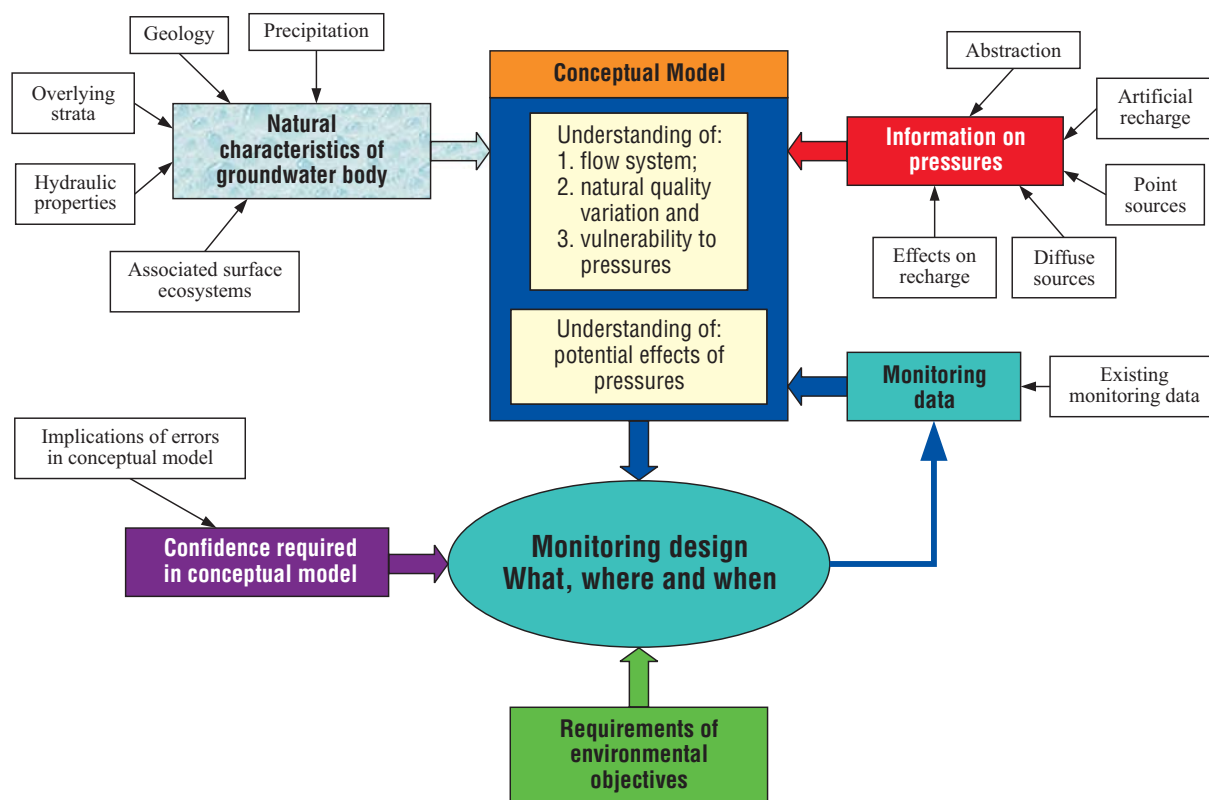 Geology
Precipitation
Overlying
strata
Natural
characteristics of
groundwater body
Hydraulic
properties
Associated surface
ecosystems
Conceptual Model
Understanding of:
1. flow system;
2. natural quality
variation and
3. vulnerability to
pressures
Understanding of:
potential effects of
pressures
Abstraction
Artificial
recharge
Information on
pressures
Point
sources
Effects on
recharge
Diffuse
sources
Monitoring
data
Existing
monitoring data
Implications of errors
in conceptual model
Confidence required
in conceptual model
Monitoring design
What, where and when
Requirements of
environmental
objectives